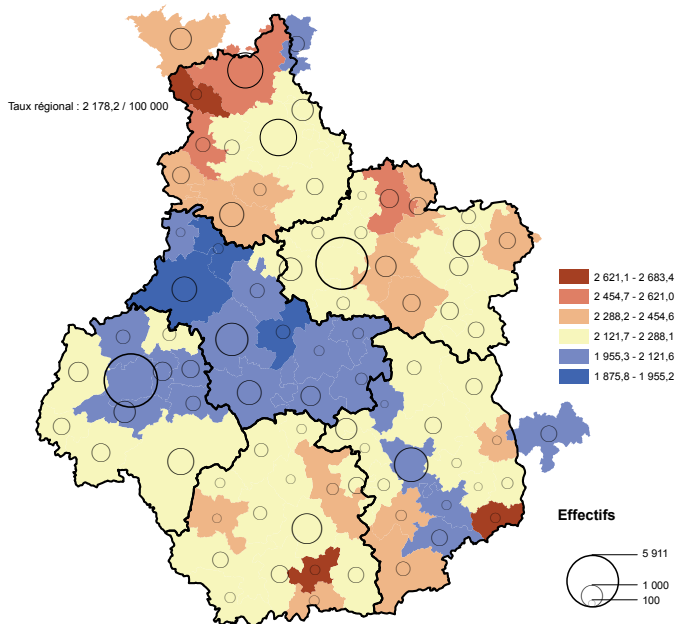 Taux régional : 2 178,2 / 100 000
2 621,1 - 2 683,4
2 454,7 - 2 621,0
2 288,2 - 2 454,6
2 121,7 - 2 288,1
1 955,3 - 2 121,6
1 875,8 - 1 955,2
Effectifs
5 911
1 000
100